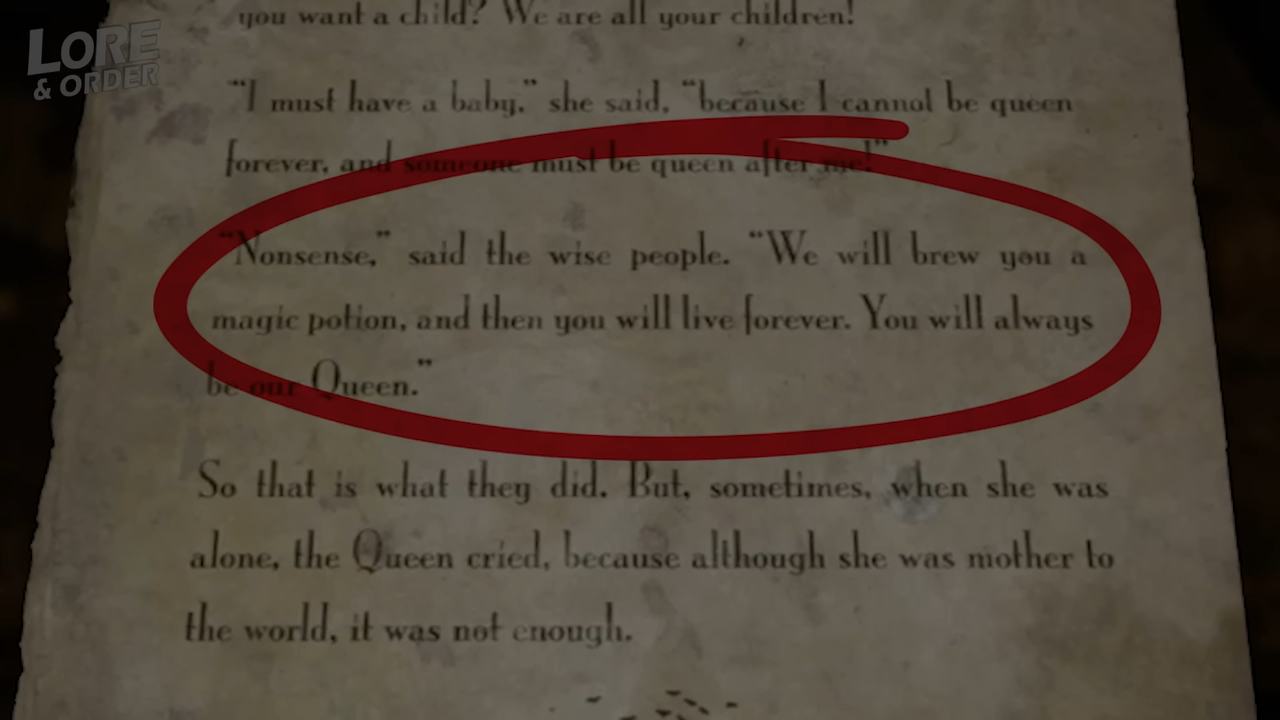 LORE
& ORDER
you want a child? We are all your children!
"I must have a baby," she said, "because I cannot be queen
forever, and someone must be queen after me!"
"Nonsense," said the wise people. "We will brew you a
magic potion, and then you will live forever. You will always
be our Queen."
So that is what they did. But, sometimes, when she was
alone, the Queen cried, because although she was mother to
the world, it was not enough.